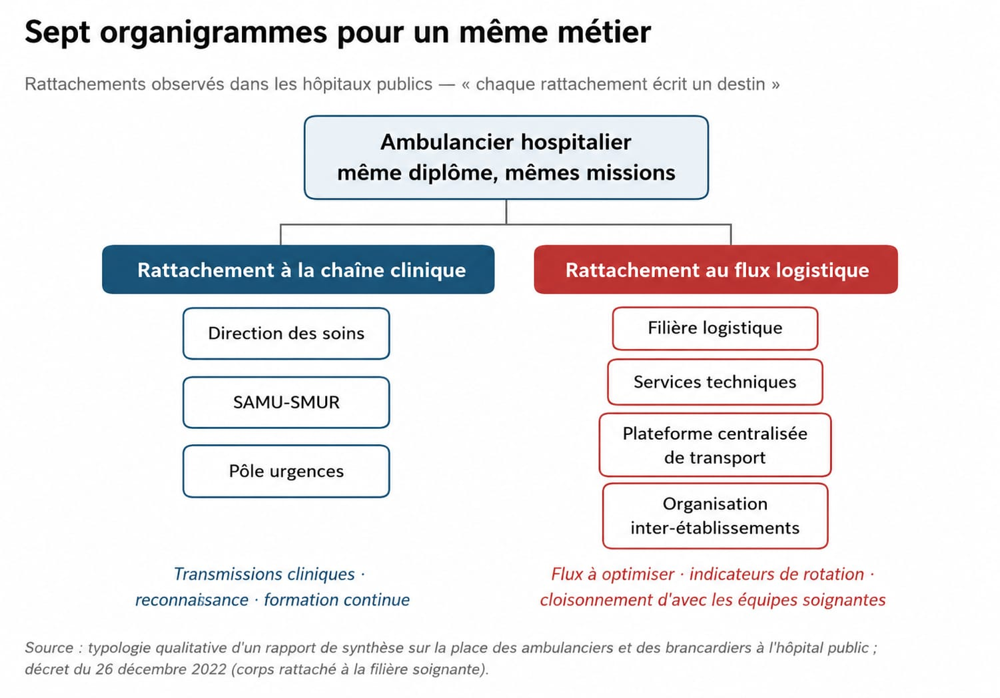 Sept organigrammes pour un même métier
Rattachements observés dans les hôpitaux publics — « chaque rattachement écrit un destin »
Ambulancier hospitalier
même diplôme, mêmes missions
Rattachement à la chaîne clinique
Direction des soins
SAMU-SMUR
Pôle urgences
Transmissions cliniques ·
reconnaissance · formation continue
Rattachement au flux logistique
Filière logistique
Services techniques
Plateforme centralisée
de transport
Organisation
inter-établissements
Flux à optimiser · indicateurs de rotation ·
cloisonnement d'avec les équipes soignantes
Source : typologie qualitative d'un rapport de synthèse sur la place des ambulanciers et des brancardiers à l'hôpital public ;
décret du 26 décembre 2022 (corps rattaché à la filière soignante).